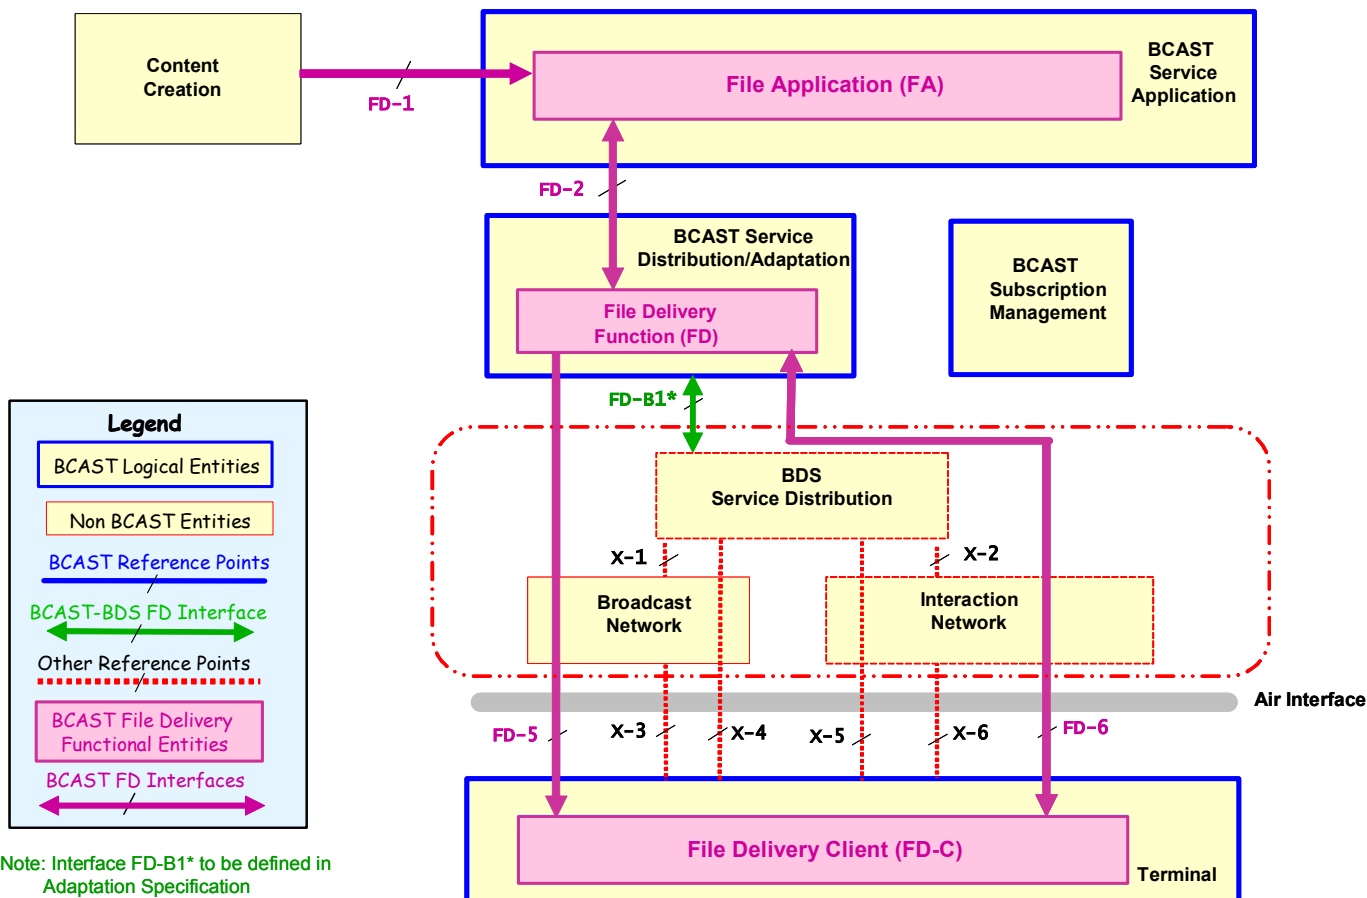 Content
Creation
FD-1
File Application (FA)
BCAST
Service
Application
FD-2
BCAST Service
Distribution/Adaptation
File Delivery
Function (FD)
BCAST
Subscription
Management
FD-B1*
BDS
Service Distribution
X-1
X-2
Broadcast
Network
Interaction
Network
Air Interface
FD-5
X-3
X-4
X-5
X-6
FD-6
File Delivery Client (FD-C)
Terminal
Legend
BCAST Logical Entities
Non BCAST Entities
BCAST Reference Points
BCAST-BDS FD Interface
Other Reference Points
BCAST File Delivery
Functional Entities
BCAST FD Interfaces
Note: Interface FD-B1* to be defined in
Adaptation Specification